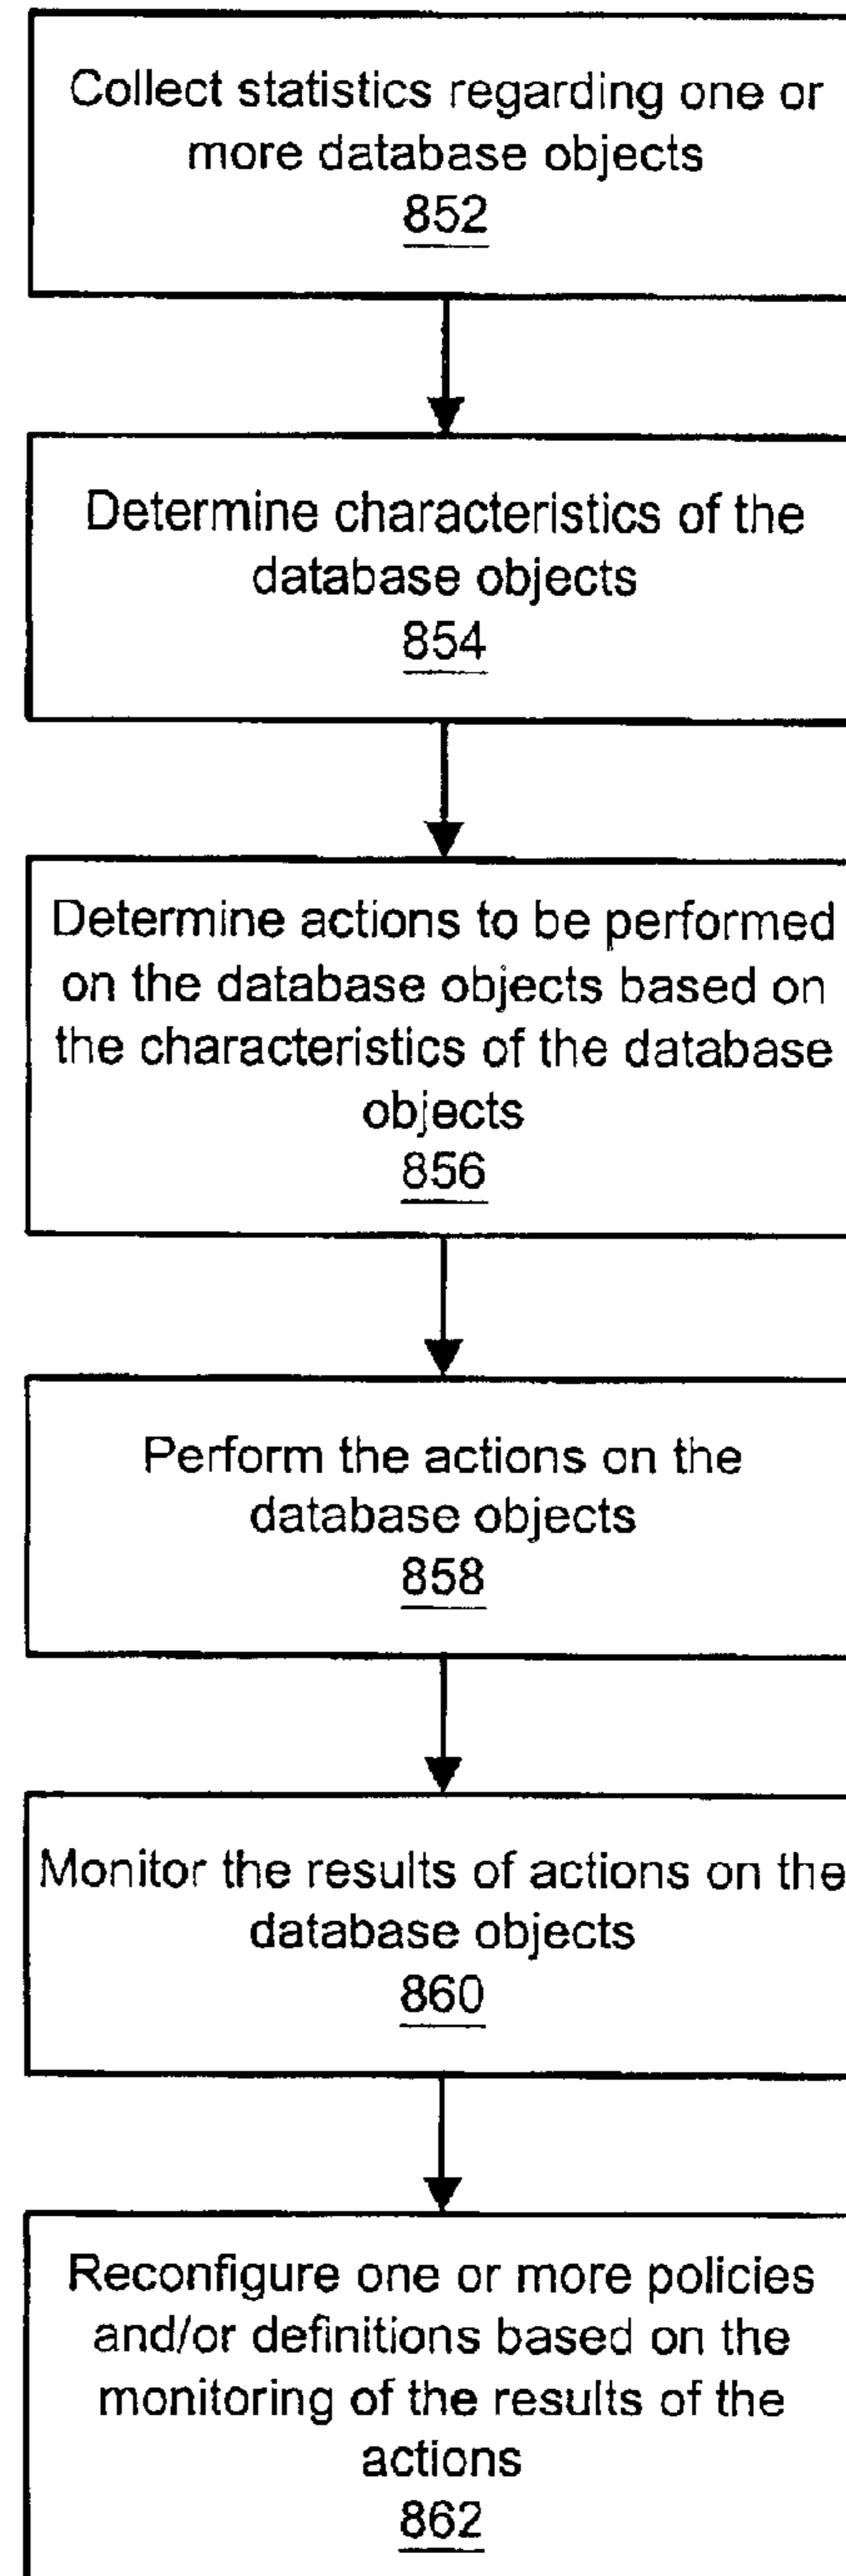 Collect statistics regarding one or
more database objects
852
Determine characteristics of the
database objects
854
Determine actions to be performed
on the database objects based on
the characteristics of the database
objects
856
Perform the actions on the
database objects
858
Monitor the results of actions on the
database objects
860
Reconfigure one or more policies
and/or definitions based on the
monitoring of the results of the
actions
862